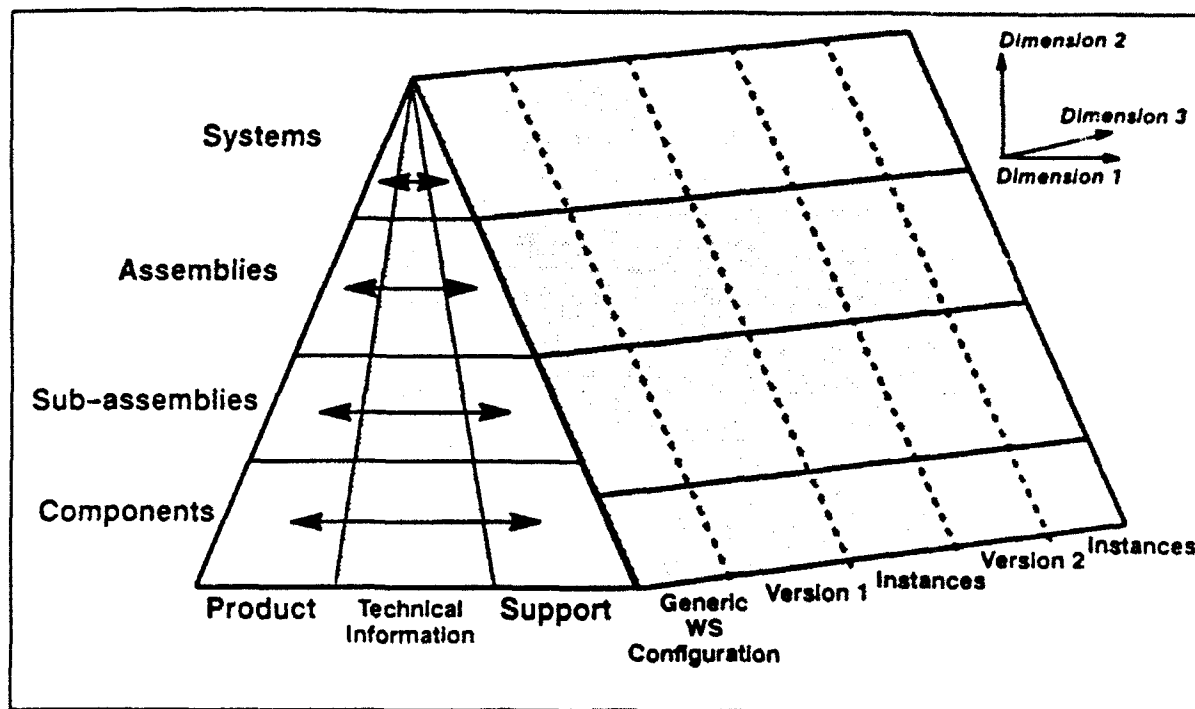 Dimension 2
Dimension 3
Dimension 1
Systems
Assemblies
Sub-assemblies
Components
Product
Technical
Information
Support
Generic
WS
Configuration
Version 1
Instances
Version 2
Instances